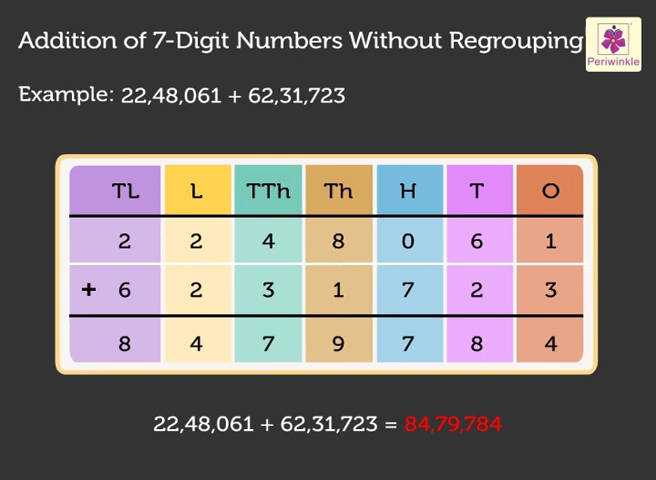 Addition of 7-Digit Numbers Without Regrouping
Periwinkle
Example: 22,48,061 + 62,31,723
TL L TTh Th H T O
2 2 4 8 0 6 1
+ 6 2 3 1 7 2 3
8 4 7 9 7 8 4
22,48,061 + 62,31,723 = 84,79,784